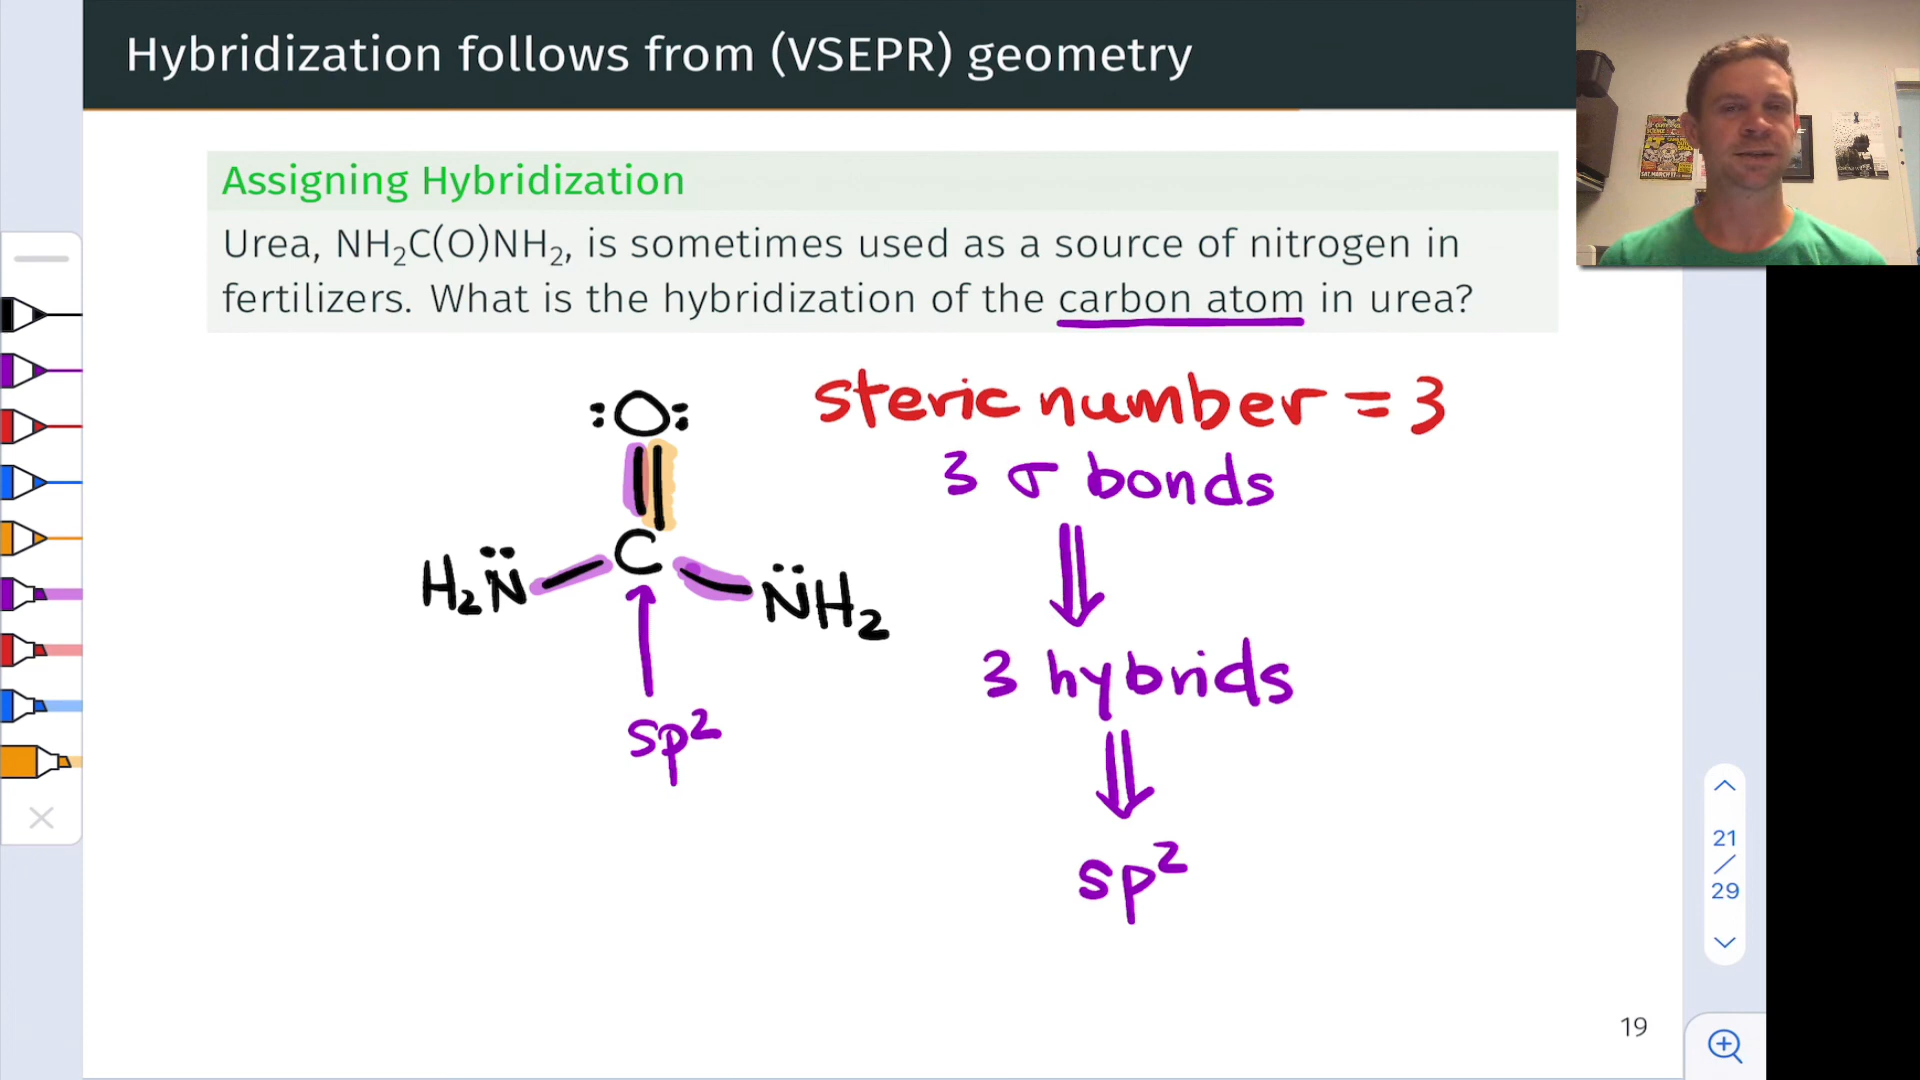 Hybridization follows from (VSEPR) geometry
Assigning Hybridization
Urea, NH₂C(O)NH₂, is sometimes used as a source of nitrogen in
fertilizers. What is the hybridization of the carbon atom in urea?
:O:
C
H₂N̈
N̈H₂
sp²
steric number = 3
3 σ bonds
⇓
3 hybrids
⇓
sp²
21
/
29
19